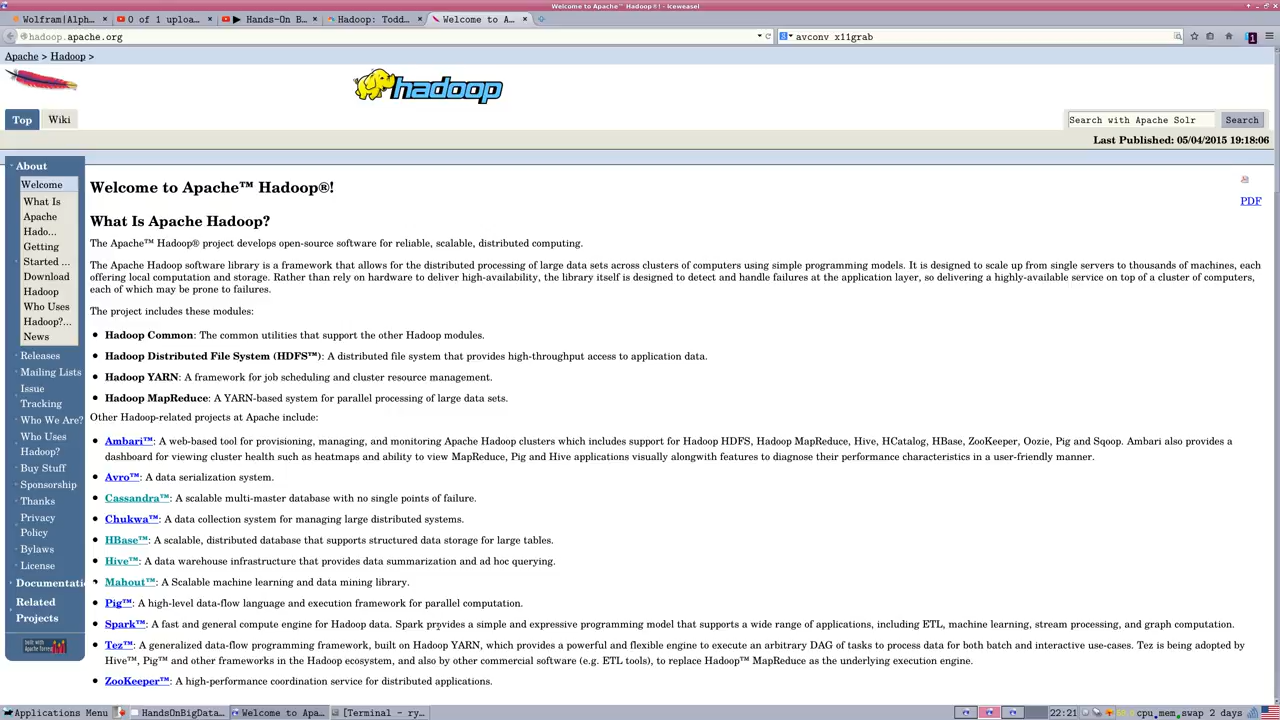 Welcome to Apache™ Hadoop®! - Iceweasel
Wolfram|Alph...
0 of 1 uploa...
▶ Hands-On B...
Hadoop: Todd...
Welcome to A...
hadoop.apache.org
avconv x11grab
Apache > Hadoop >
hadoop
Top
Wiki
Search with Apache Solr
Search
Last Published: 05/04/2015 19:18:06
About
Welcome
What Is
Apache
Hado...
Getting
Started ...
Download
Hadoop
Who Uses
Hadoop?...
News
Releases
Mailing Lists
Issue
Tracking
Who We Are?
Who Uses
Hadoop?
Buy Stuff
Sponsorship
Thanks
Privacy
Policy
Bylaws
License
Documentati
Related
Projects
Welcome to Apache™ Hadoop®!
PDF
What Is Apache Hadoop?
The Apache™ Hadoop® project develops open-source software for reliable, scalable, distributed computing.
The Apache Hadoop software library is a framework that allows for the distributed processing of large data sets across clusters of computers using simple programming models. It is designed to scale up from single servers to thousands of machines, each
offering local computation and storage. Rather than rely on hardware to deliver high-availability, the library itself is designed to detect and handle failures at the application layer, so delivering a highly-available service on top of a cluster of computers,
each of which may be prone to failures.
The project includes these modules:
Hadoop Common: The common utilities that support the other Hadoop modules.
Hadoop Distributed File System (HDFS™): A distributed file system that provides high-throughput access to application data.
Hadoop YARN: A framework for job scheduling and cluster resource management.
Hadoop MapReduce: A YARN-based system for parallel processing of large data sets.
Other Hadoop-related projects at Apache include:
Ambari™: A web-based tool for provisioning, managing, and monitoring Apache Hadoop clusters which includes support for Hadoop HDFS, Hadoop MapReduce, Hive, HCatalog, HBase, ZooKeeper, Oozie, Pig and Sqoop. Ambari also provides a
dashboard for viewing cluster health such as heatmaps and ability to view MapReduce, Pig and Hive applications visually alongwith features to diagnose their performance characteristics in a user-friendly manner.
Avro™: A data serialization system.
Cassandra™: A scalable multi-master database with no single points of failure.
Chukwa™: A data collection system for managing large distributed systems.
HBase™: A scalable, distributed database that supports structured data storage for large tables.
Hive™: A data warehouse infrastructure that provides data summarization and ad hoc querying.
Mahout™: A Scalable machine learning and data mining library.
Pig™: A high-level data-flow language and execution framework for parallel computation.
Spark™: A fast and general compute engine for Hadoop data. Spark provides a simple and expressive programming model that supports a wide range of applications, including ETL, machine learning, stream processing, and graph computation.
Tez™: A generalized data-flow programming framework, built on Hadoop YARN, which provides a powerful and flexible engine to execute an arbitrary DAG of tasks to process data for both batch and interactive use-cases. Tez is being adopted by
Hive™, Pig™ and other frameworks in the Hadoop ecosystem, and also by other commercial software (e.g. ETL tools), to replace Hadoop™ MapReduce as the underlying execution engine.
ZooKeeper™: A high-performance coordination service for distributed applications.
Applications Menu
HandsOnBigData...
Welcome to Apa...
[Terminal - ry...
22:21
cpu mem swap 2 days